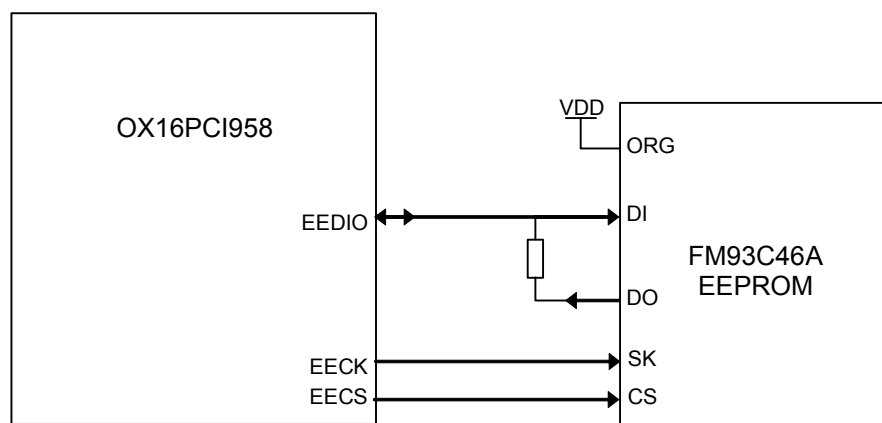 OX16PCI958
VDD
ORG
EEDIO
DI
FM93C46A
EEPROM
DO
EECK
SK
EECS
CS